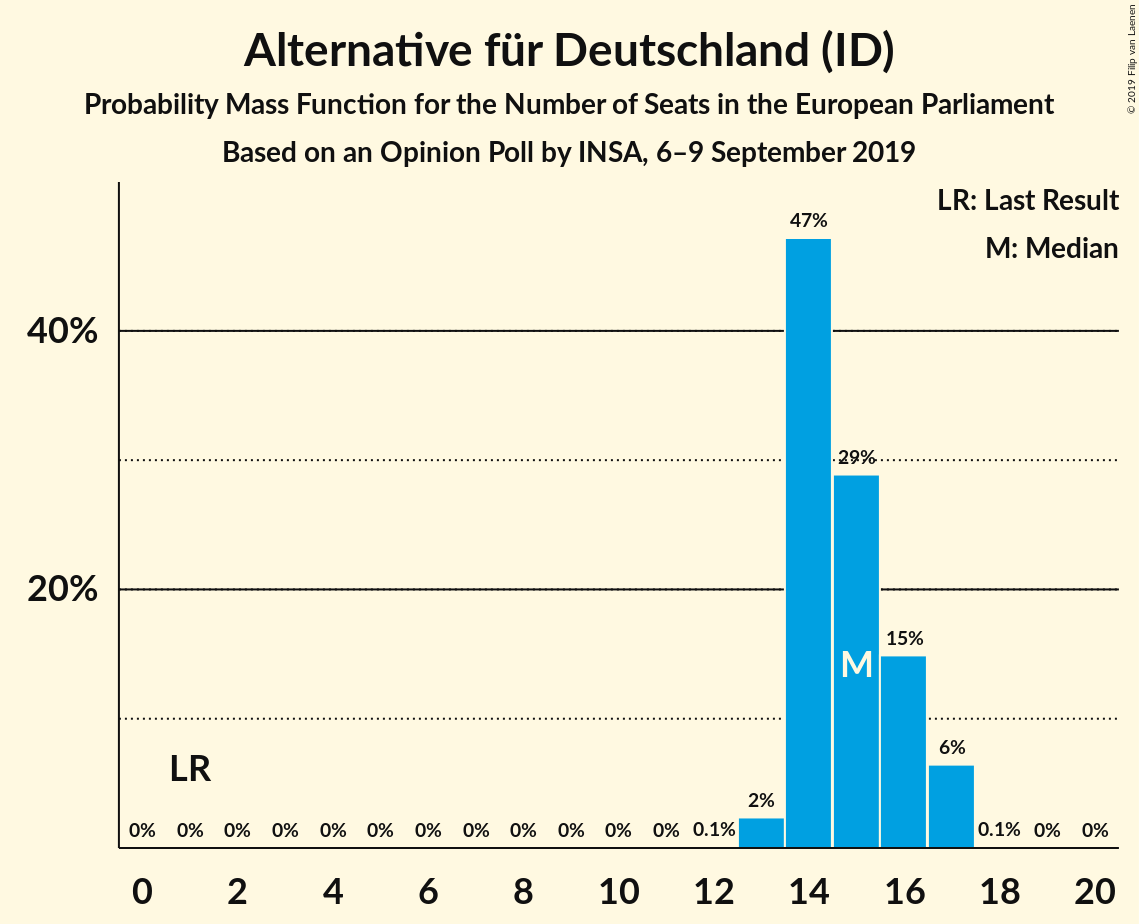 Alternative für Deutschland (ID)
Probability Mass Function for the Number of Seats in the European Parliament
Based on an Opinion Poll by INSA, 6–9 September 2019
© 2019 Filip van Laenen
LR: Last Result
M: Median
47%
40%
29%
20%
15%
M
6%
LR
2%
0% 0% 0% 0% 0% 0% 0% 0% 0% 0% 0% 0% 0.1% 0.1% 0% 0%
0 2 4 6 8 10 12 14 16 18 20